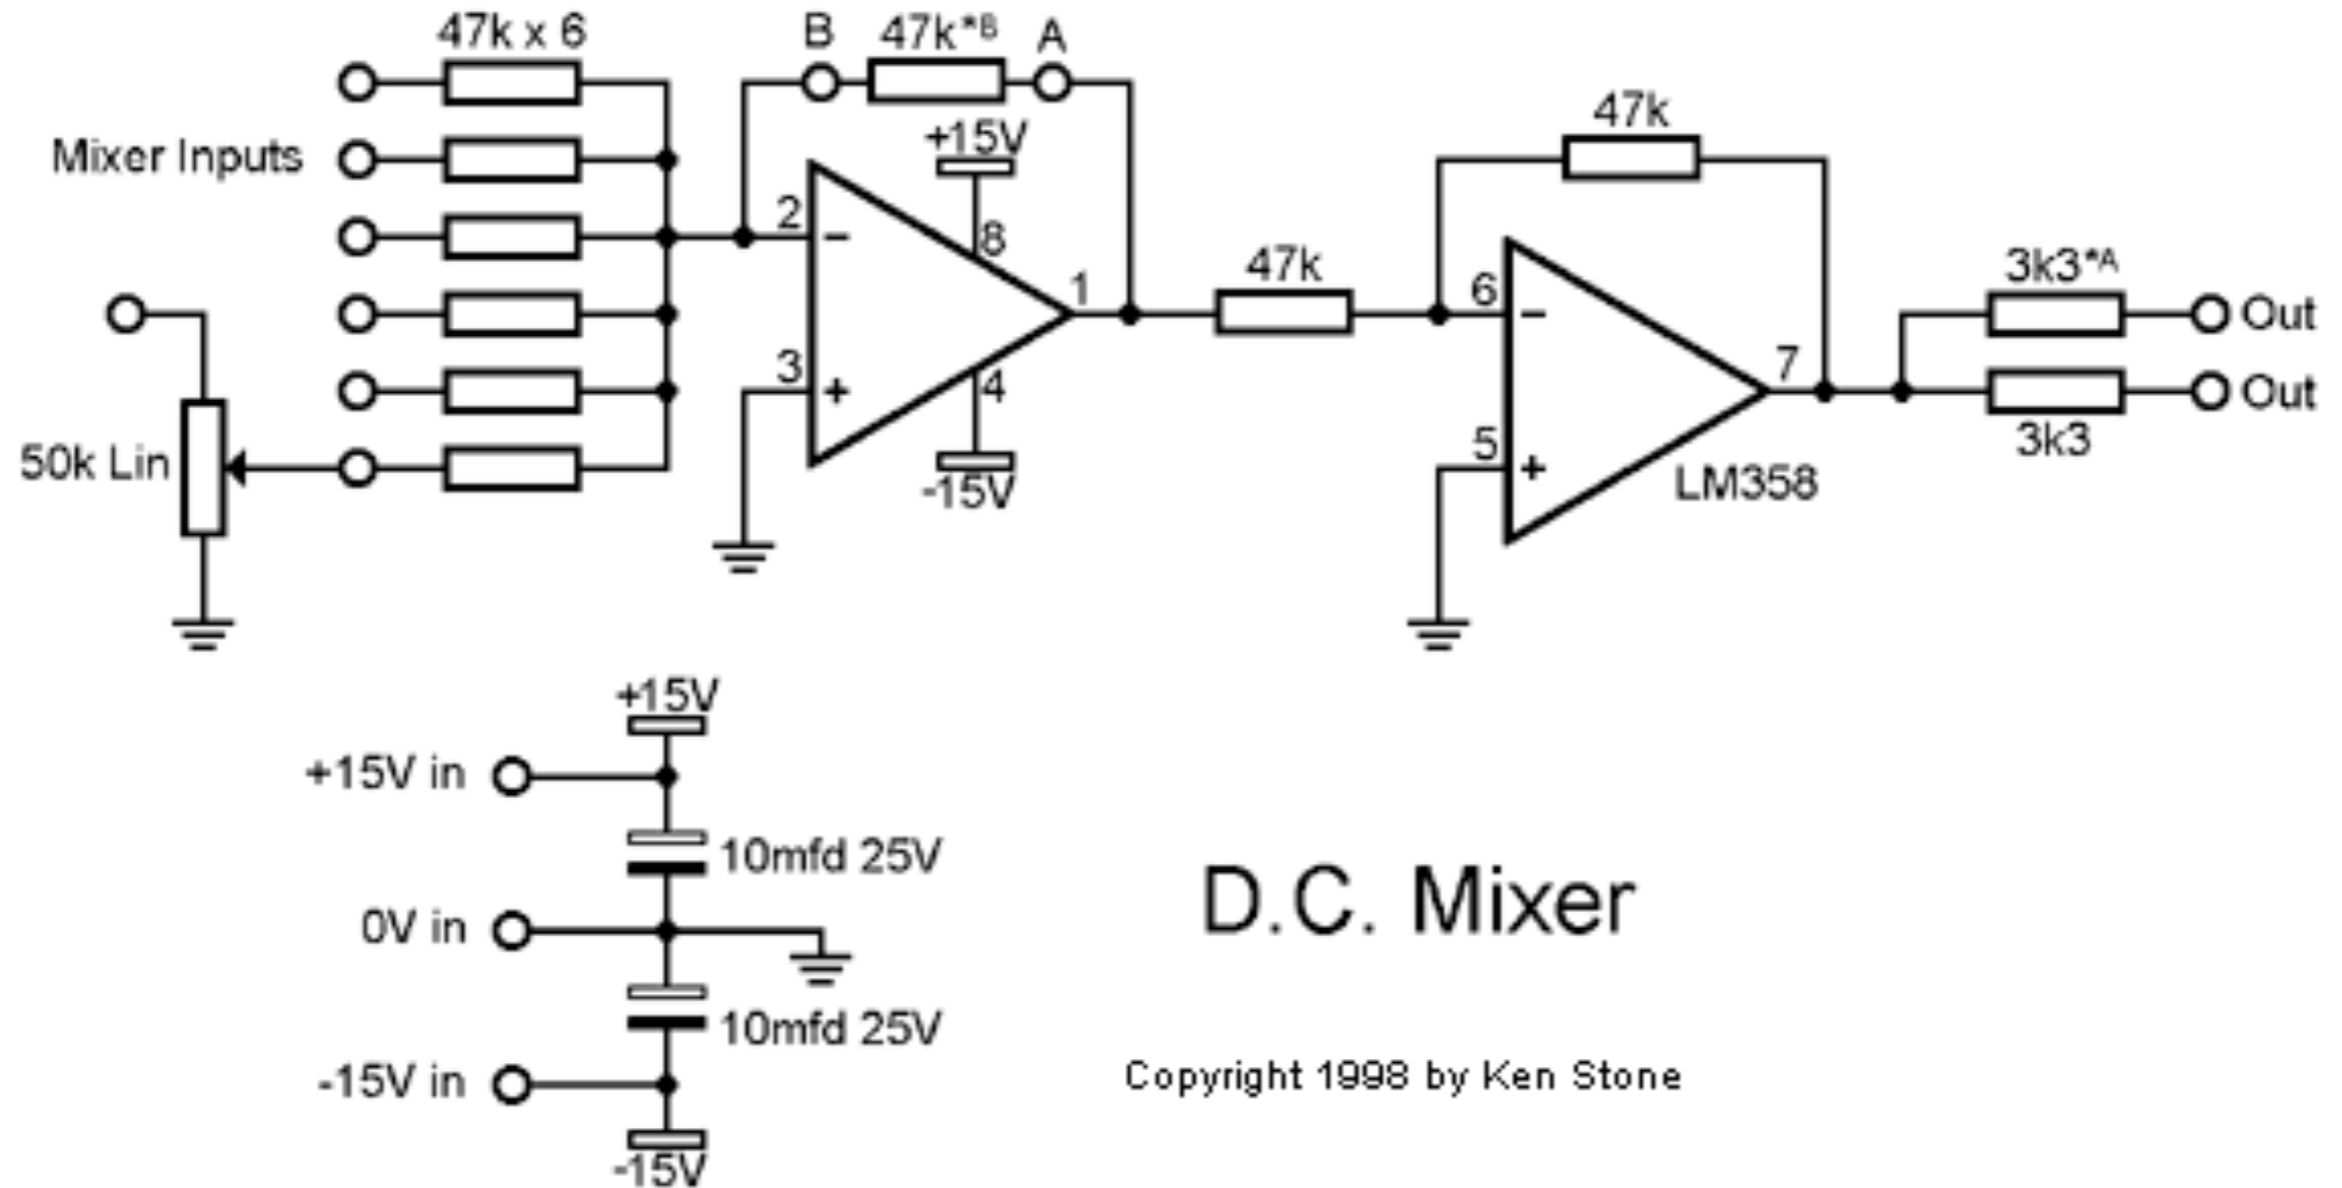 47k x 6
B
47k*B
A
Mixer Inputs
+15V
8
2
-
1
3
+
4
-15V
50k Lin
47k
47k
6
-
5
+
7
LM358
3k3*A
Out
Out
3k3
+15V
+15V in
10mfd 25V
0V in
10mfd 25V
-15V in
-15V
D.C. Mixer
Copyright 1998 by Ken Stone